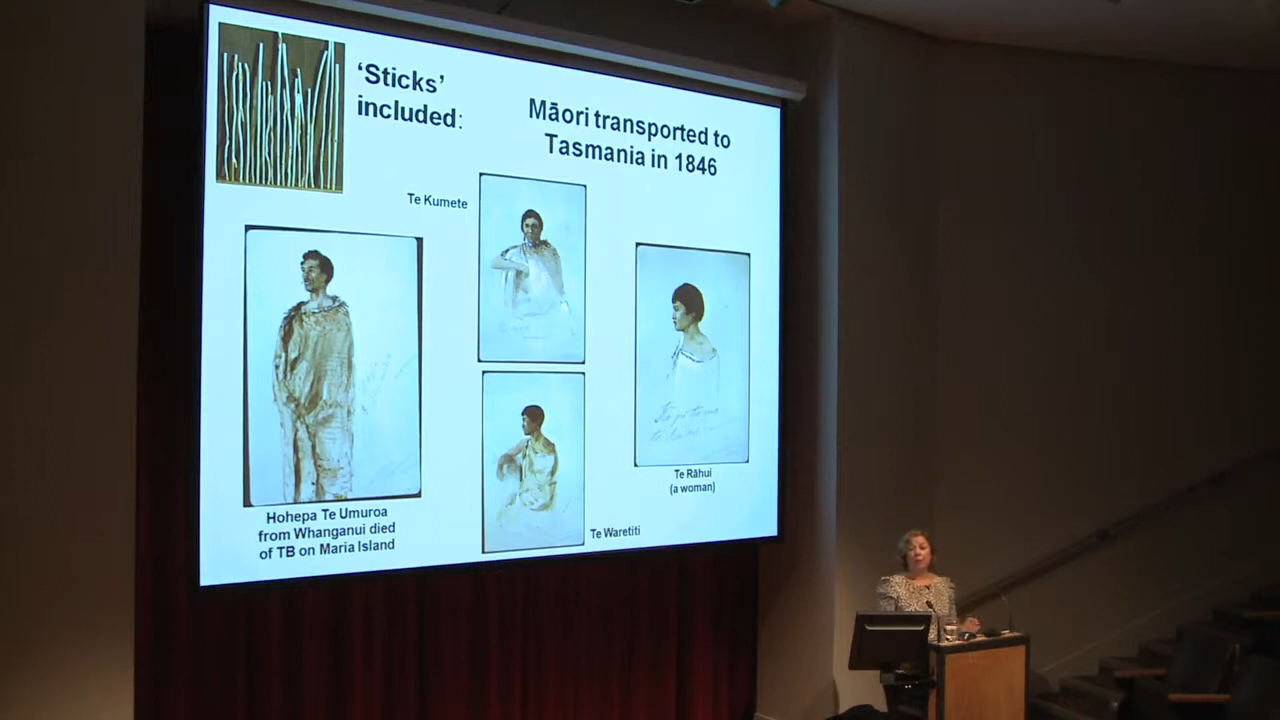 ‘Sticks’
included:
Māori transported to
Tasmania in 1846
Te Kumete
Te Rāhui
(a woman)
Hohepa Te Umuroa
from Whanganui died
of TB on Maria Island
Te Waretiti